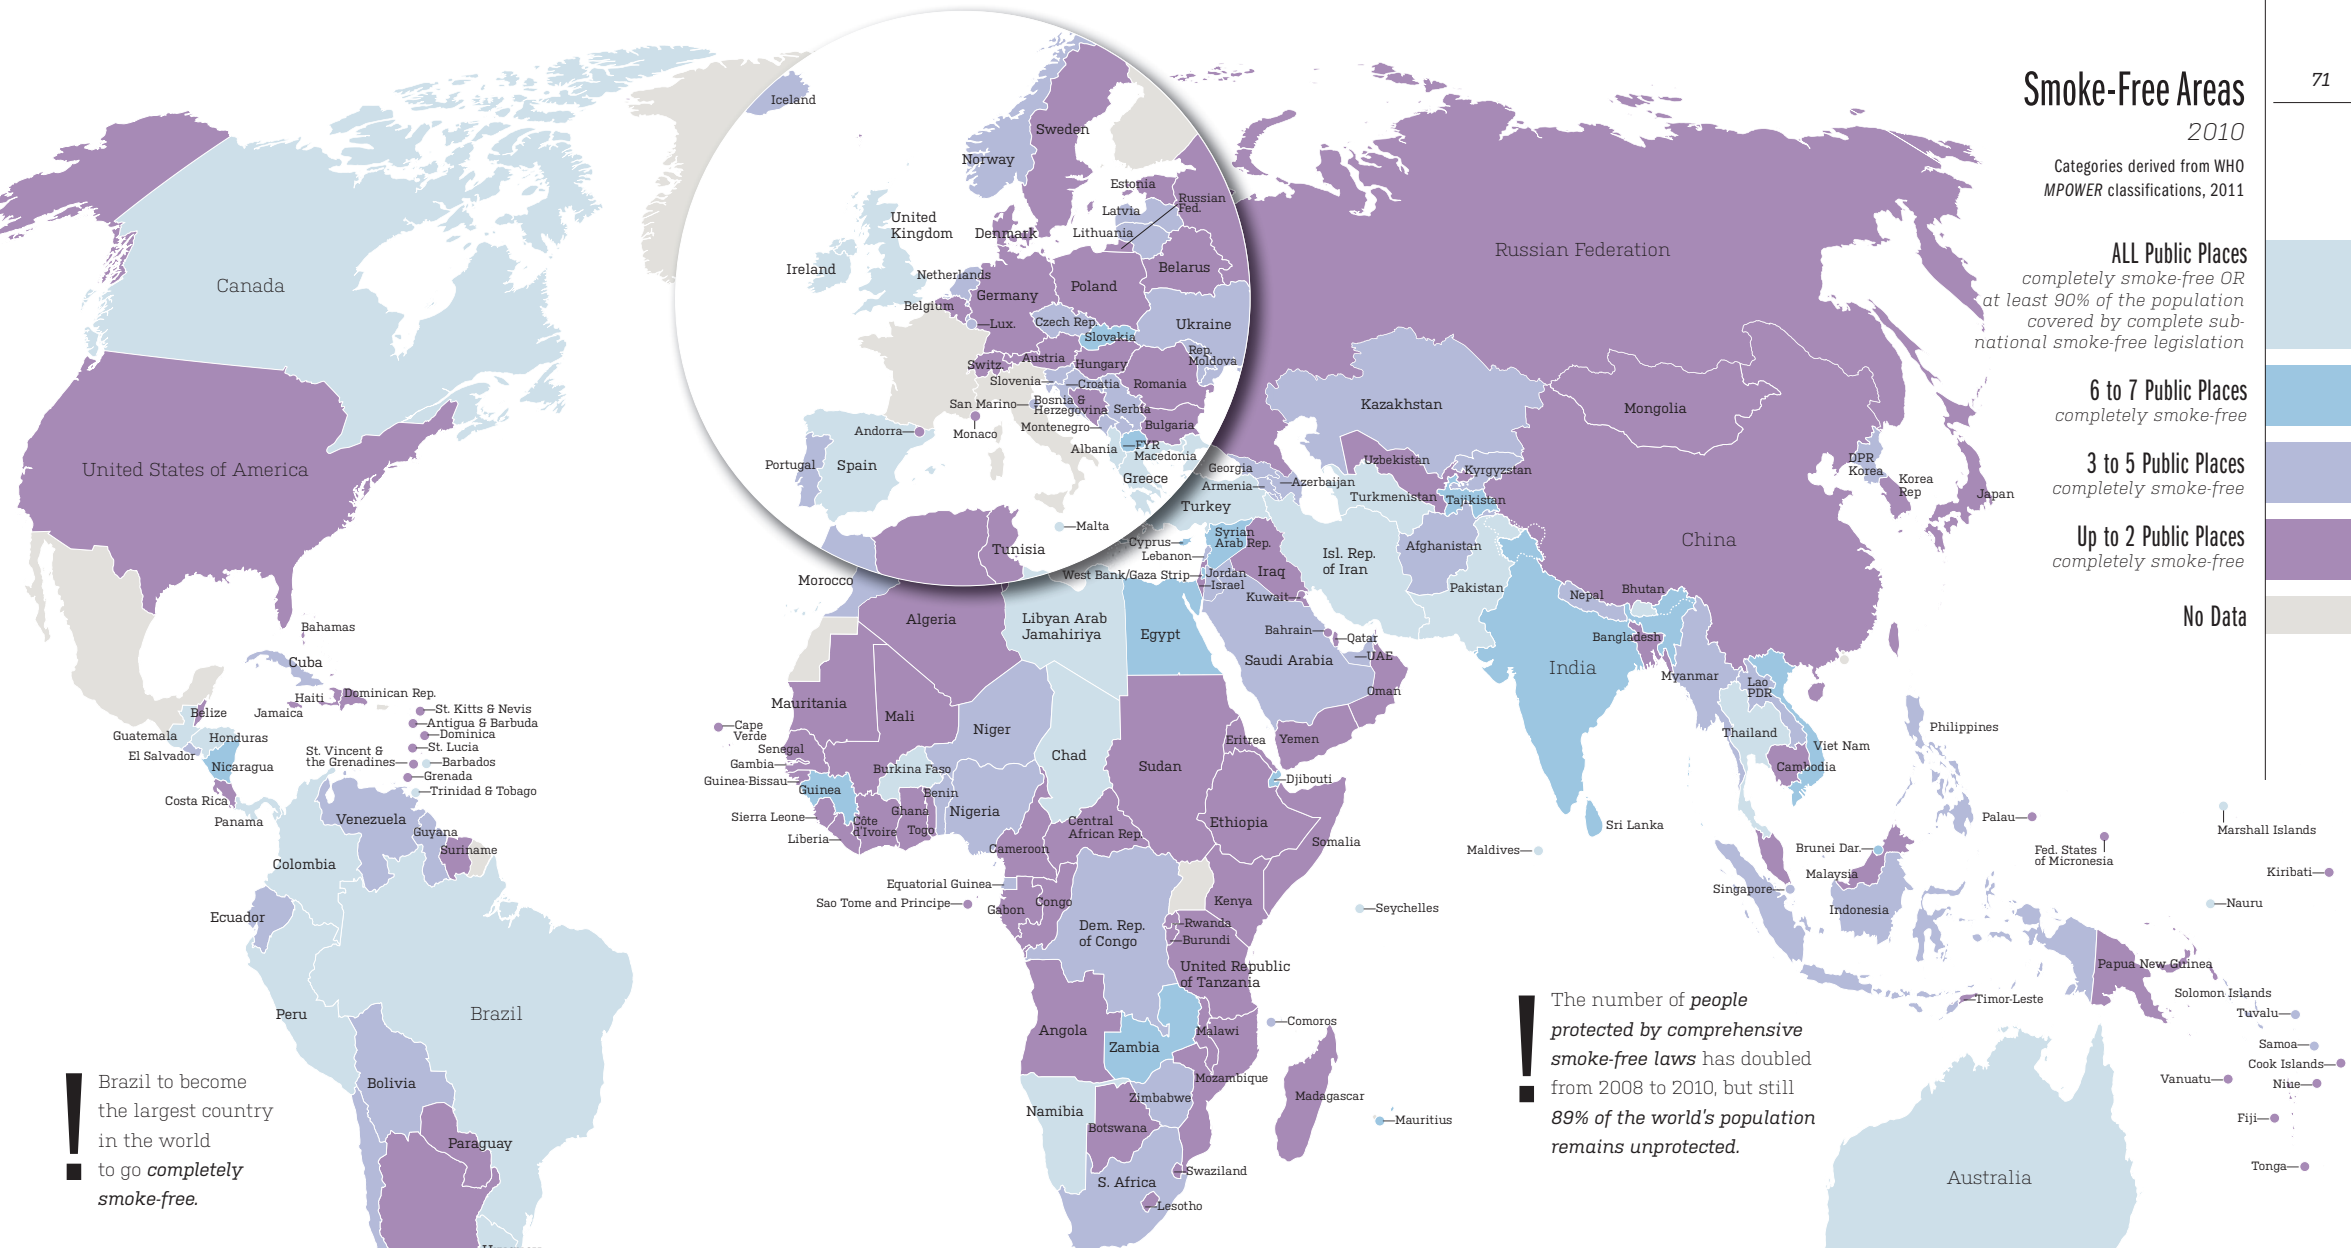 71
Smoke-Free Areas
2010
Categories derived from WHO
MPOWER classifications, 2011
ALL Public Places
completely smoke-free OR
at least 90% of the population
covered by complete sub-
national smoke-free legislation
6 to 7 Public Places
completely smoke-free
3 to 5 Public Places
completely smoke-free
Up to 2 Public Places
completely smoke-free
No Data
Canada
United States of America
Bahamas
Cuba
Haiti
Dominican Rep.
Jamaica
Belize
Guatemala
Honduras
El Salvador
Nicaragua
Costa Rica
Panama
St. Kitts & Nevis
Antigua & Barbuda
Dominica
St. Lucia
St. Vincent &
the Grenadines
Barbados
Grenada
Trinidad & Tobago
Venezuela
Guyana
Suriname
Colombia
Ecuador
Peru
Brazil
Bolivia
Paraguay
Brazil to become
the largest country
in the world
to go completely
smoke-free.
Iceland
Sweden
Norway
Estonia
Russian
Fed.
Latvia
Lithuania
United
Kingdom
Denmark
Ireland
Netherlands
Belarus
Germany
Poland
Belgium
Lux.
Czech Rep.
Ukraine
Slovakia
Rep.
Moldova
Switz.
Austria
Hungary
Slovenia
Croatia
Romania
San Marino
Bosnia &
Herzegovina
Serbia
Montenegro
Bulgaria
Andorra
Monaco
Albania
FYR
Macedonia
Portugal
Spain
Greece
Malta
Tunisia
Morocco
Russian Federation
Kazakhstan
Mongolia
Uzbekistan
Kyrgyzstan
Georgia
Armenia
Azerbaijan
Turkmenistan
Tajikistan
Turkey
DPR
Korea
Korea
Rep
Japan
China
Cyprus
Syrian
Arab Rep.
Lebanon
West Bank/Gaza Strip
Jordan
Israel
Iraq
Kuwait
Isl. Rep.
of Iran
Afghanistan
Pakistan
Nepal
Bhutan
Bangladesh
India
Myanmar
Lao
PDR
Thailand
Viet Nam
Cambodia
Philippines
Sri Lanka
Maldives
Brunei Dar.
Malaysia
Singapore
Indonesia
Palau
Fed. States
of Micronesia
Marshall Islands
Kiribati
Nauru
Papua New Guinea
Timor-Leste
Solomon Islands
Tuvalu
Samoa
Cook Islands
Vanuatu
Niue
Fiji
Tonga
Australia
Algeria
Libyan Arab
Jamahiriya
Egypt
Bahrain
Qatar
UAE
Saudi Arabia
Oman
Yemen
Mauritania
Mali
Niger
Chad
Sudan
Eritrea
Djibouti
Cape
Verde
Senegal
Gambia
Guinea-Bissau
Guinea
Sierra Leone
Liberia
Burkina Faso
Côte
d'Ivoire
Ghana
Togo
Benin
Nigeria
Cameroon
Central
African Rep.
Ethiopia
Somalia
Equatorial Guinea
Sao Tome and Principe
Gabon
Congo
Dem. Rep.
of Congo
Kenya
Rwanda
Burundi
United Republic
of Tanzania
Seychelles
Angola
Zambia
Malawi
Comoros
Mozambique
Madagascar
Mauritius
Namibia
Zimbabwe
Botswana
Swaziland
S. Africa
Lesotho
The number of people
protected by comprehensive
smoke-free laws has doubled
from 2008 to 2010, but still
89% of the world's population
remains unprotected.